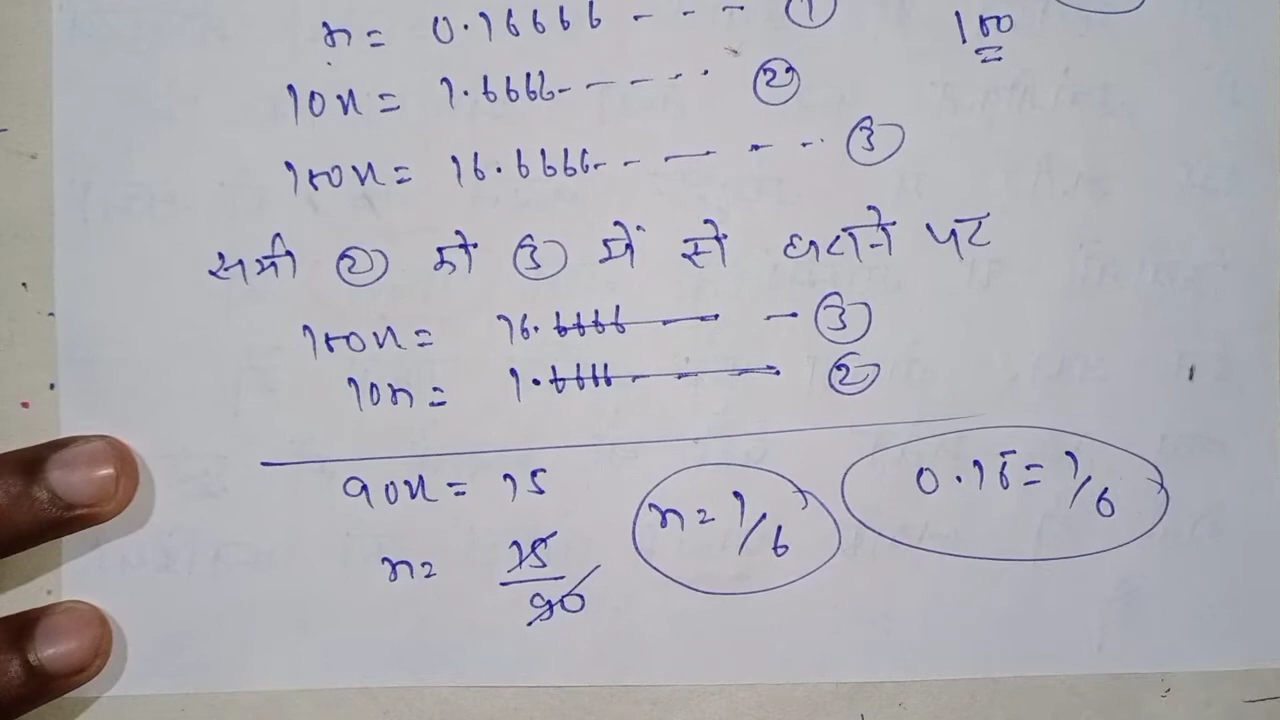 x = 0.16666 - - - ①
100
10x = 1.6666- - - - - - ②
100x = 16.6666- - - - - - ③
समी ② को ③ में से घटाने पर
100x = 16.6666 - - - ③
10x = 1.6666 - - - ②
90x = 15
x = 15/90
x = 1/6
0.16̅ = 1/6